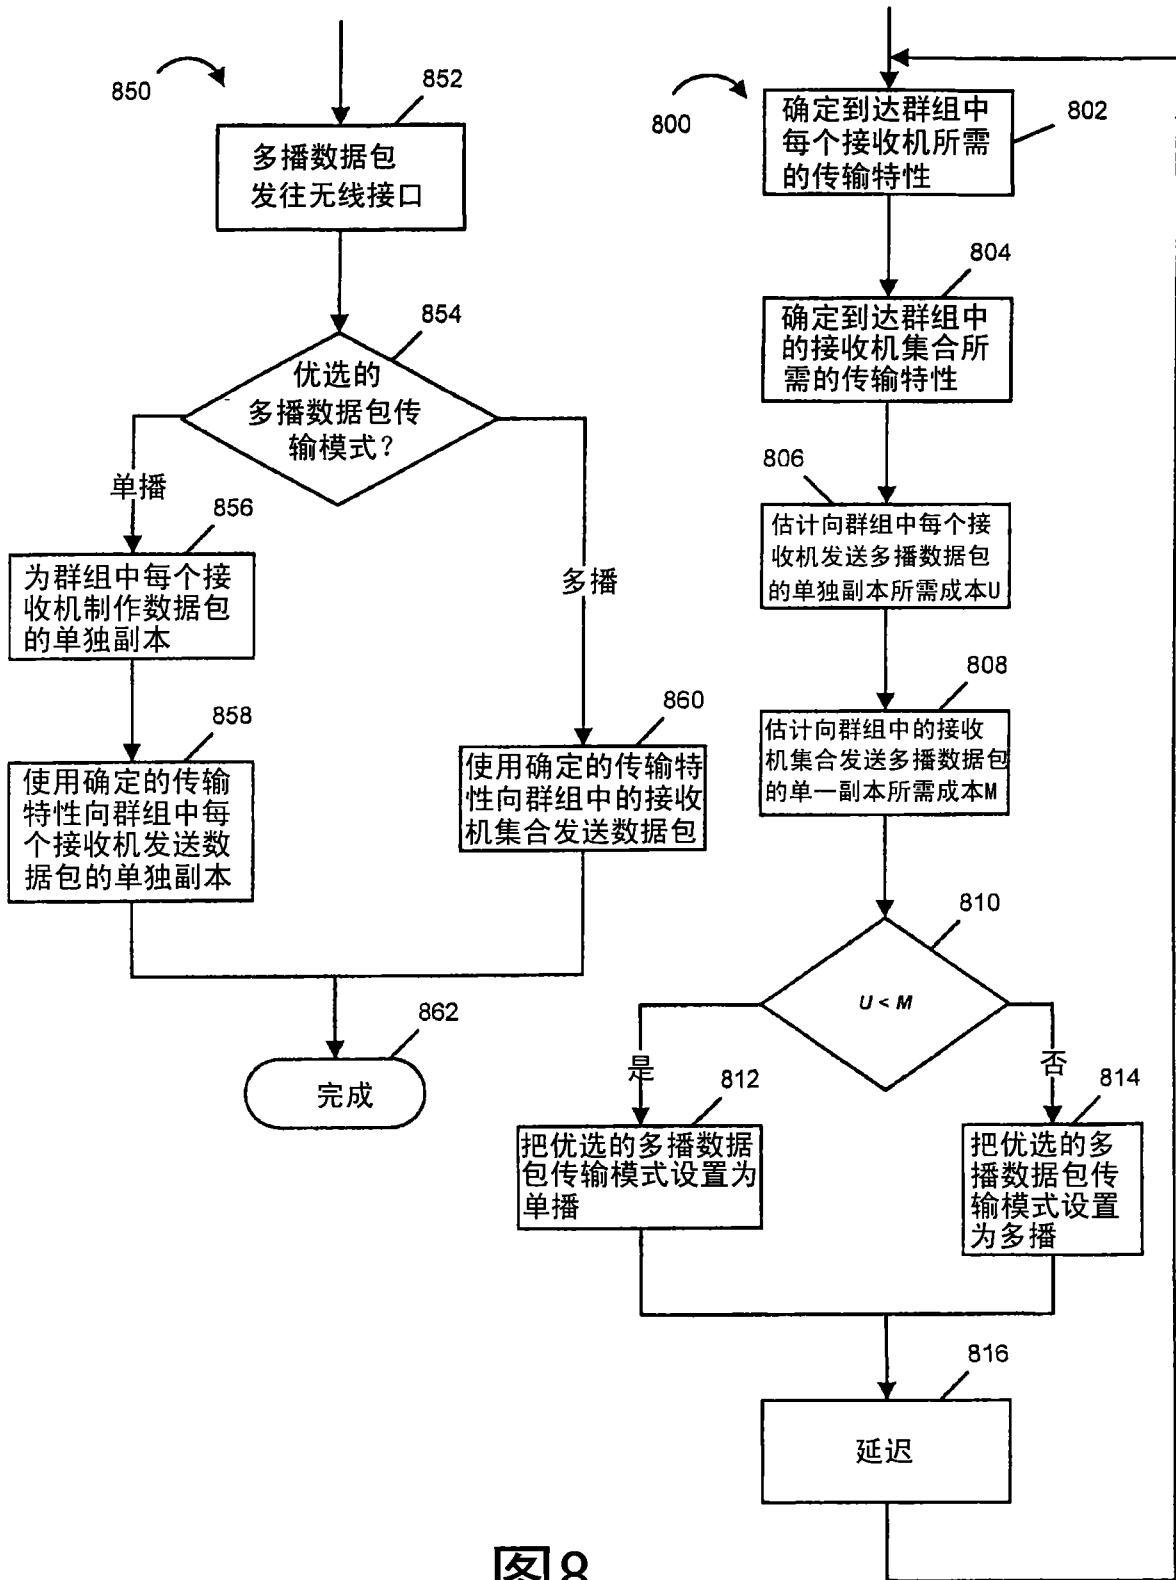 850
852
多播数据包
发往无线接口
854
优选的
多播数据包传
输模式？
单播
856
为群组中每个接
收机制作数据包
的单独副本
多播
858
使用确定的传输
特性向群组中每
个接收机发送数
据包的单独副本
860
使用确定的传输特
性向群组中的接收
机集合发送数据包
862
完成
800
802
确定到达群组中
每个接收机所需
的传输特性
804
确定到达群组中
的接收机集合所
需的传输特性
806
估计向群组中每个接
收机发送多播数据包
的单独副本所需成本U
808
估计向群组中的接收
机集合发送多播数据包
的单一副本所需成本M
810
U < M
是
812
把优选的多播数据
包传输模式设置为
单播
否
814
把优选的多
播数据包传
输模式设置
为多播
816
延迟
图8